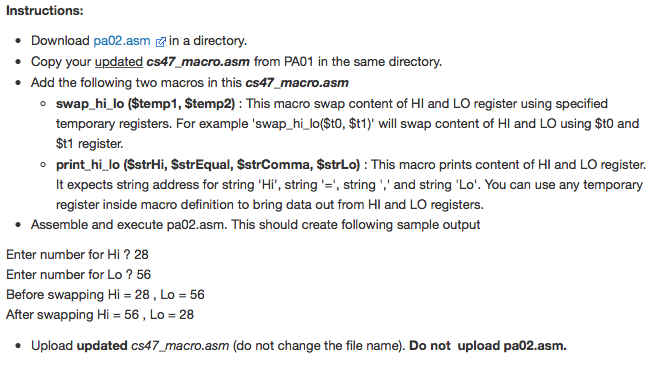 Instructions:
• Download pa02.asm in a directory.
• Copy your updated cs47_macro.asm from PA01 in the same directory.
• Add the following two macros in this cs47_macro.asm
○ swap_hi_lo ($temp1, $temp2) : This macro swap content of HI and LO register using specified
temporary registers. For example 'swap_hi_lo($t0, $t1)' will swap content of HI and LO using $t0 and
$t1 register.
○ print_hi_lo ($strHi, $strEqual, $strComma, $strLo) : This macro prints content of HI and LO register.
It expects string address for string 'Hi', string '=', string ',' and string 'Lo'. You can use any temporary
register inside macro definition to bring data out from HI and LO registers.
• Assemble and execute pa02.asm. This should create following sample output
Enter number for Hi ? 28
Enter number for Lo ? 56
Before swapping Hi = 28 , Lo = 56
After swapping Hi = 56 , Lo = 28
• Upload updated cs47_macro.asm (do not change the file name). Do not upload pa02.asm.